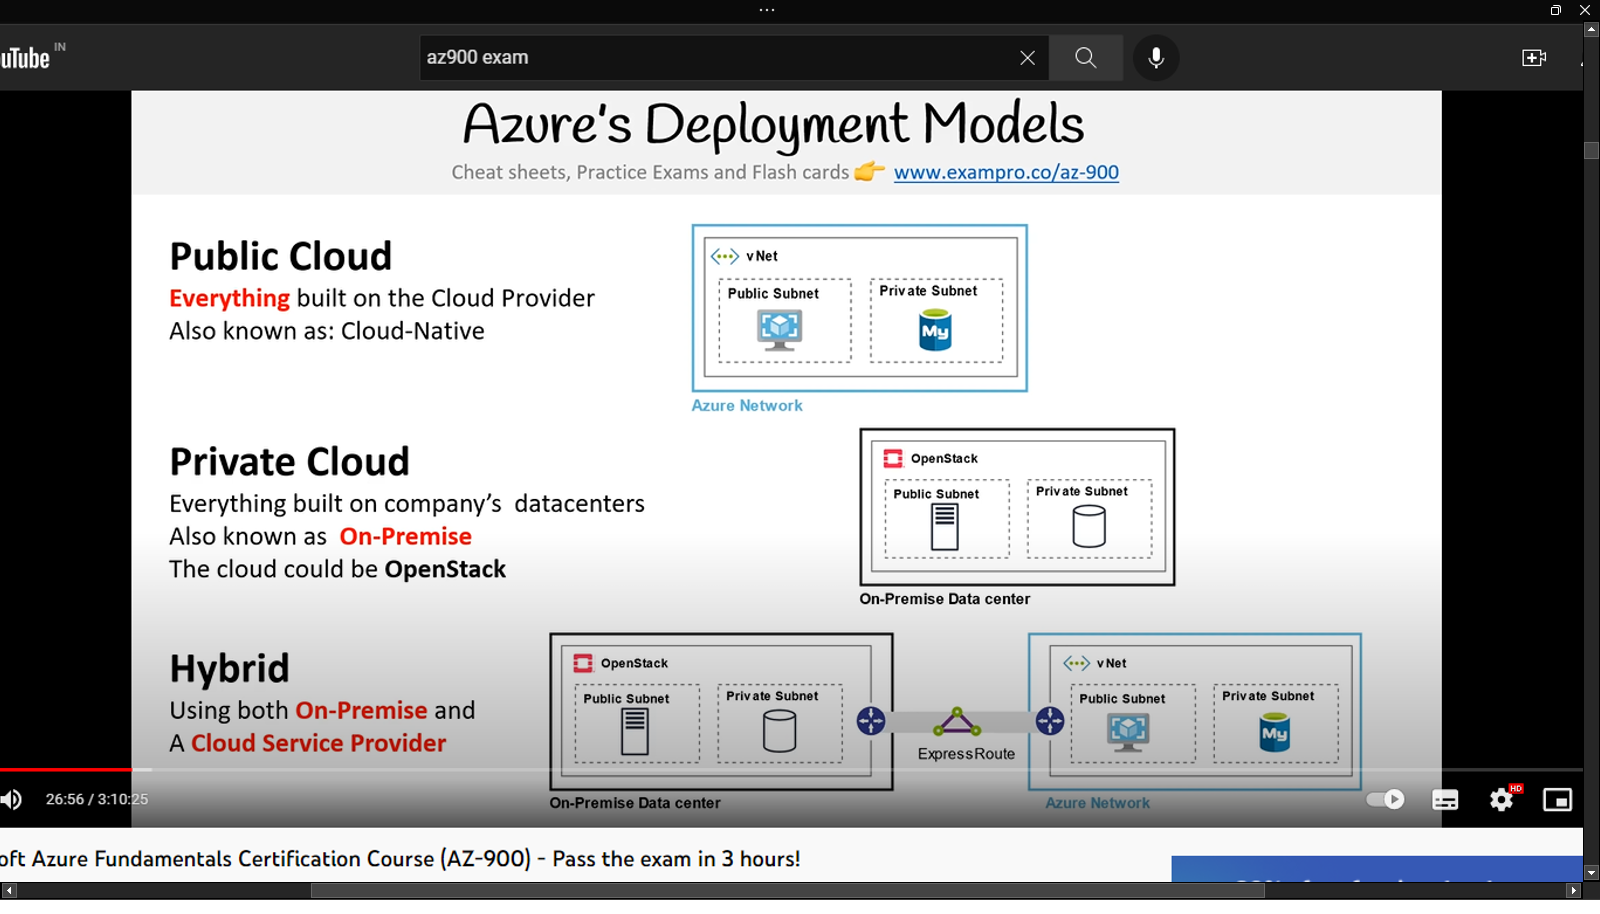 uTube IN
az900 exam
Azure's Deployment Models
Cheat sheets, Practice Exams and Flash cards 👉 www.exampro.co/az-900
Public Cloud
Everything built on the Cloud Provider
Also known as: Cloud-Native
vNet
Public Subnet
Private Subnet
My
Azure Network
Private Cloud
Everything built on company's datacenters
Also known as On-Premise
The cloud could be OpenStack
OpenStack
Public Subnet
Private Subnet
On-Premise Data center
Hybrid
Using both On-Premise and
A Cloud Service Provider
OpenStack
Public Subnet
Private Subnet
On-Premise Data center
ExpressRoute
vNet
Public Subnet
Private Subnet
My
Azure Network
26:56 / 3:10:25
HD
oft Azure Fundamentals Certification Course (AZ-900) - Pass the exam in 3 hours!